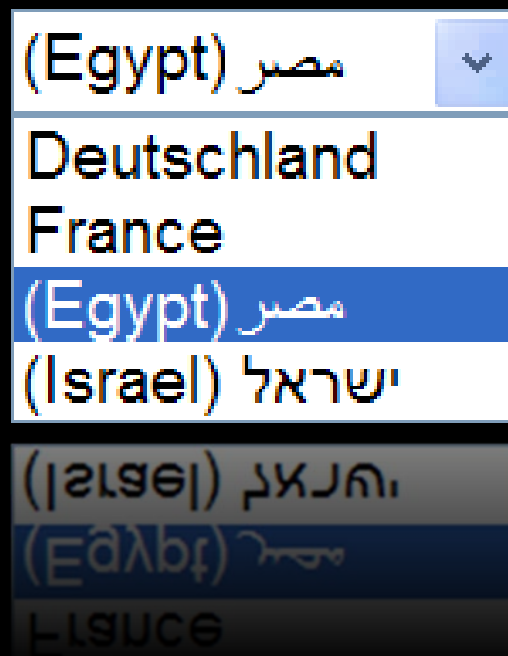 مصر (Egypt)
Deutschland
France
مصر (Egypt)
ישראל (Israel)